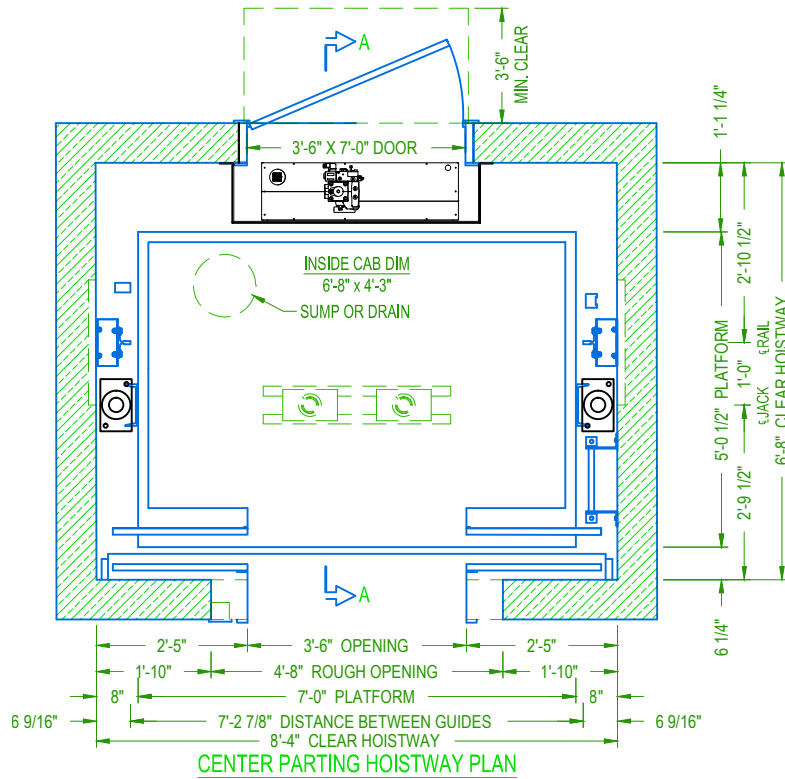 A
3'-6"
MIN. CLEAR
1'-1 1/4"
3'-6" X 7'-0" DOOR
INSIDE CAB DIM
6'-8" x 4'-3"
SUMP OR DRAIN
2'-10 1/2"
5'-0 1/2" PLATFORM
1'-0"
℄RAIL
℄JACK
6'-8" CLEAR HOISTWAY
2'-9 1/2"
A
6 1/4"
2'-5" 3'-6" OPENING 2'-5"
1'-10" 4'-8" ROUGH OPENING 1'-10"
8" 7'-0" PLATFORM 8"
6 9/16" 7'-2 7/8" DISTANCE BETWEEN GUIDES 6 9/16"
8'-4" CLEAR HOISTWAY
CENTER PARTING HOISTWAY PLAN